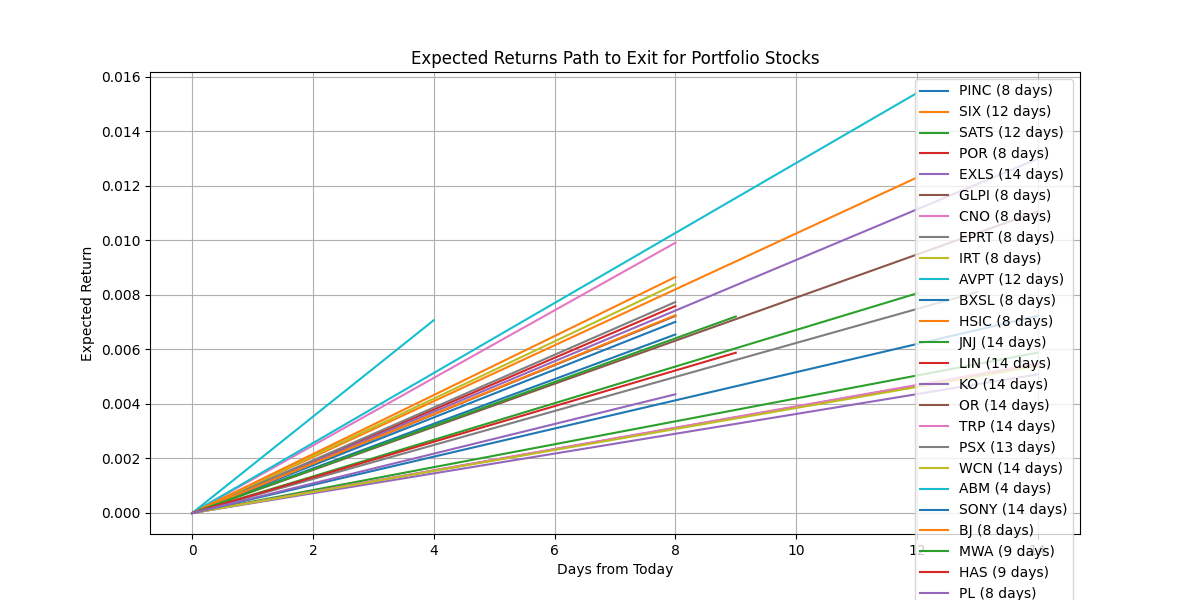 Expected Returns Path to Exit for Portfolio Stocks
Expected Return
0.016
0.014
0.012
0.010
0.008
0.006
0.004
0.002
0.000
0 2 4 6 8 10 12 14
Days from Today
PINC (8 days)
SIX (12 days)
SATS (12 days)
POR (8 days)
EXLS (14 days)
GLPI (8 days)
CNO (8 days)
EPRT (8 days)
IRT (8 days)
AVPT (12 days)
BXSL (8 days)
HSIC (8 days)
JNJ (14 days)
LIN (14 days)
KO (14 days)
OR (14 days)
TRP (14 days)
PSX (13 days)
WCN (14 days)
ABM (4 days)
SONY (14 days)
BJ (8 days)
MWA (9 days)
HAS (9 days)
PL (8 days)